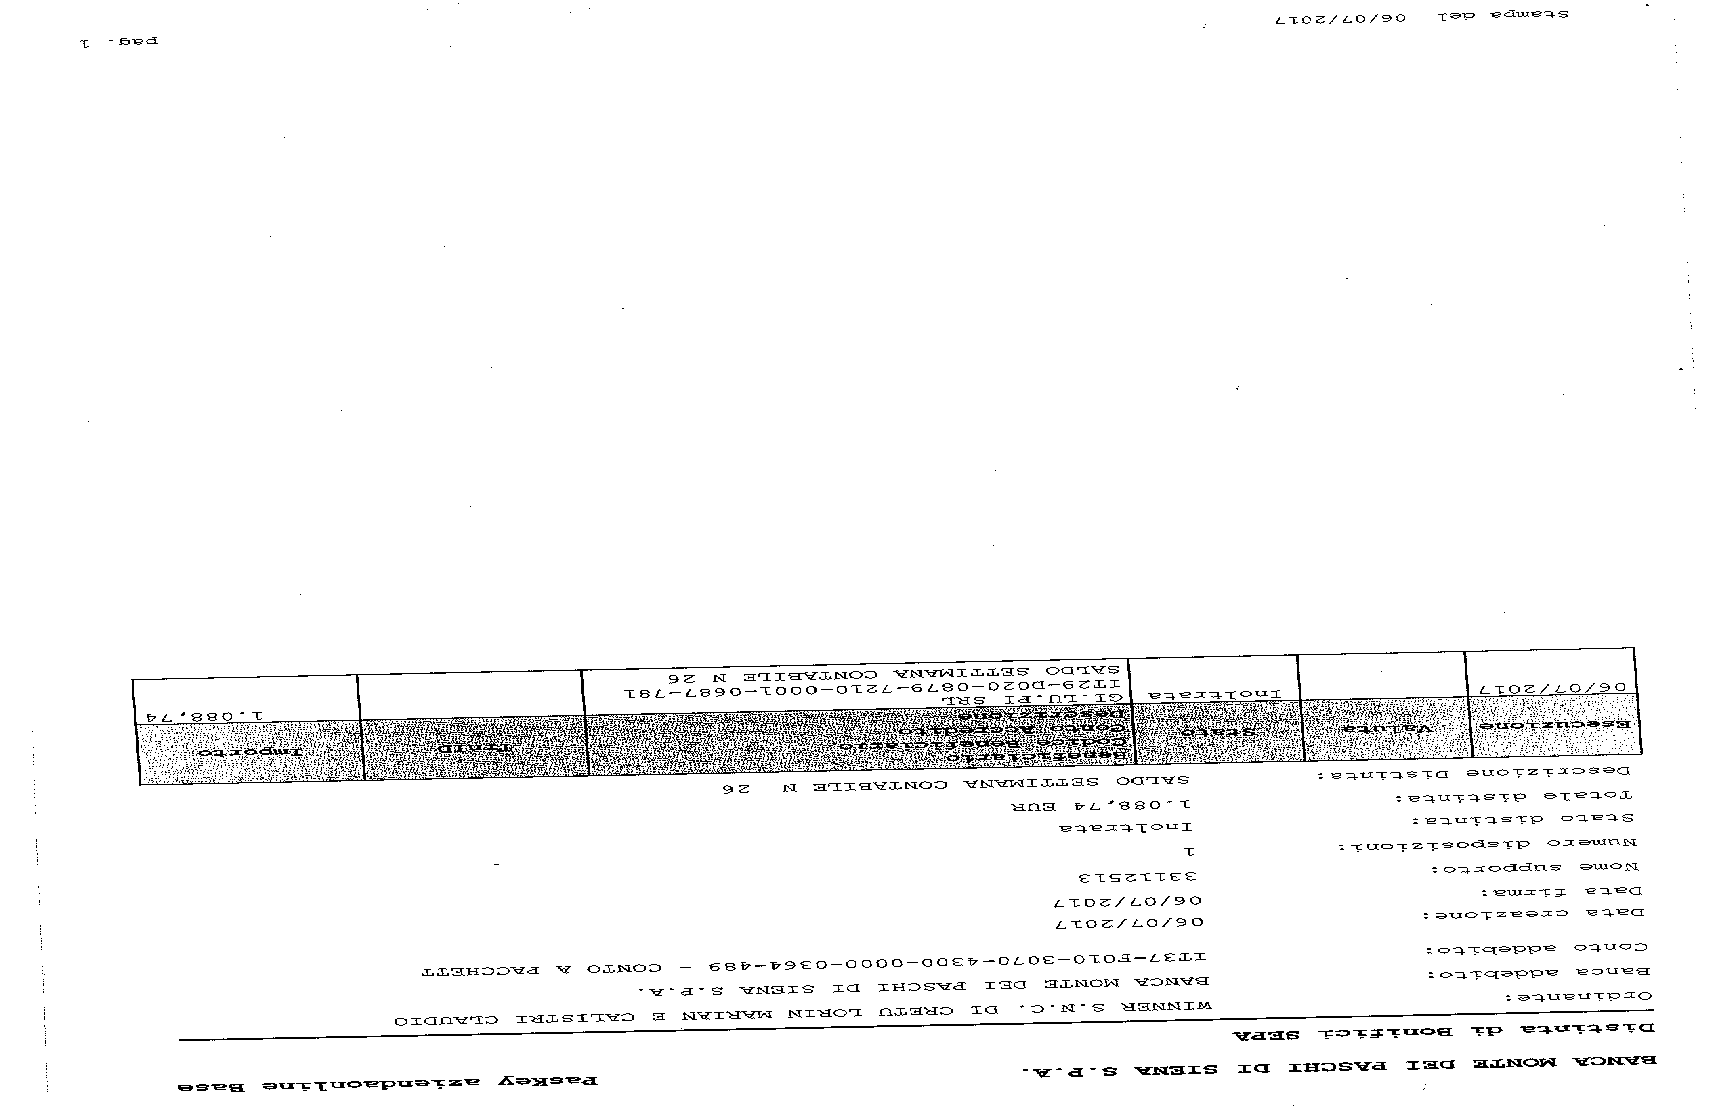 BANCA MONTE DEI PASCHI DI SIENA S.P.A. Paskey aziendaonline Base
Distinta di Bonifici SEPA
Ordinante: WINNER S.N.C. DI CRETU LORIN MARIAN E CALISTRI CLAUDIO
Banca addebito: BANCA MONTE DEI PASCHI DI SIENA S.P.A.
Conto addebito: IT37-F010-3070-4300-0000-0364-489 - CONTO A PACCHETT
Data creazione: 06/07/2017
Data firma: 06/07/2017
Nome supporto: 33112513
Numero disposizioni: 1
Stato distinta: Inoltrata
Totale distinta: 1.088,74 EUR
Descrizione Distinta: SALDO SETTIMANA CONTABILE N 26
Esecuzione Valuta Stato Beneficiario Importo
Conto Accredito
Descrizione
06/07/2017 Inoltrata GI.LU.PI SRL 1.088,74
IT29-D020-0879-7210-0001-0687-781
SALDO SETTIMANA CONTABILE N 26
Stampa del 06/07/2017 pag. 1